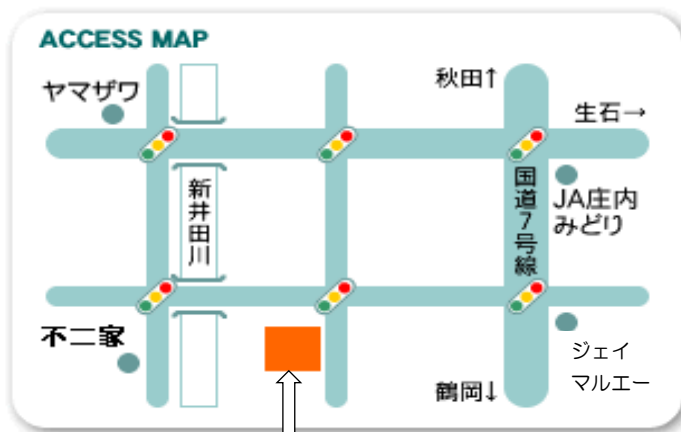 ACCESS MAP
ヤマザワ
秋田↑
生石→
新井田川
国道7号線
JA庄内
みどり
不二家
ジェイ
マルエー
鶴岡↓